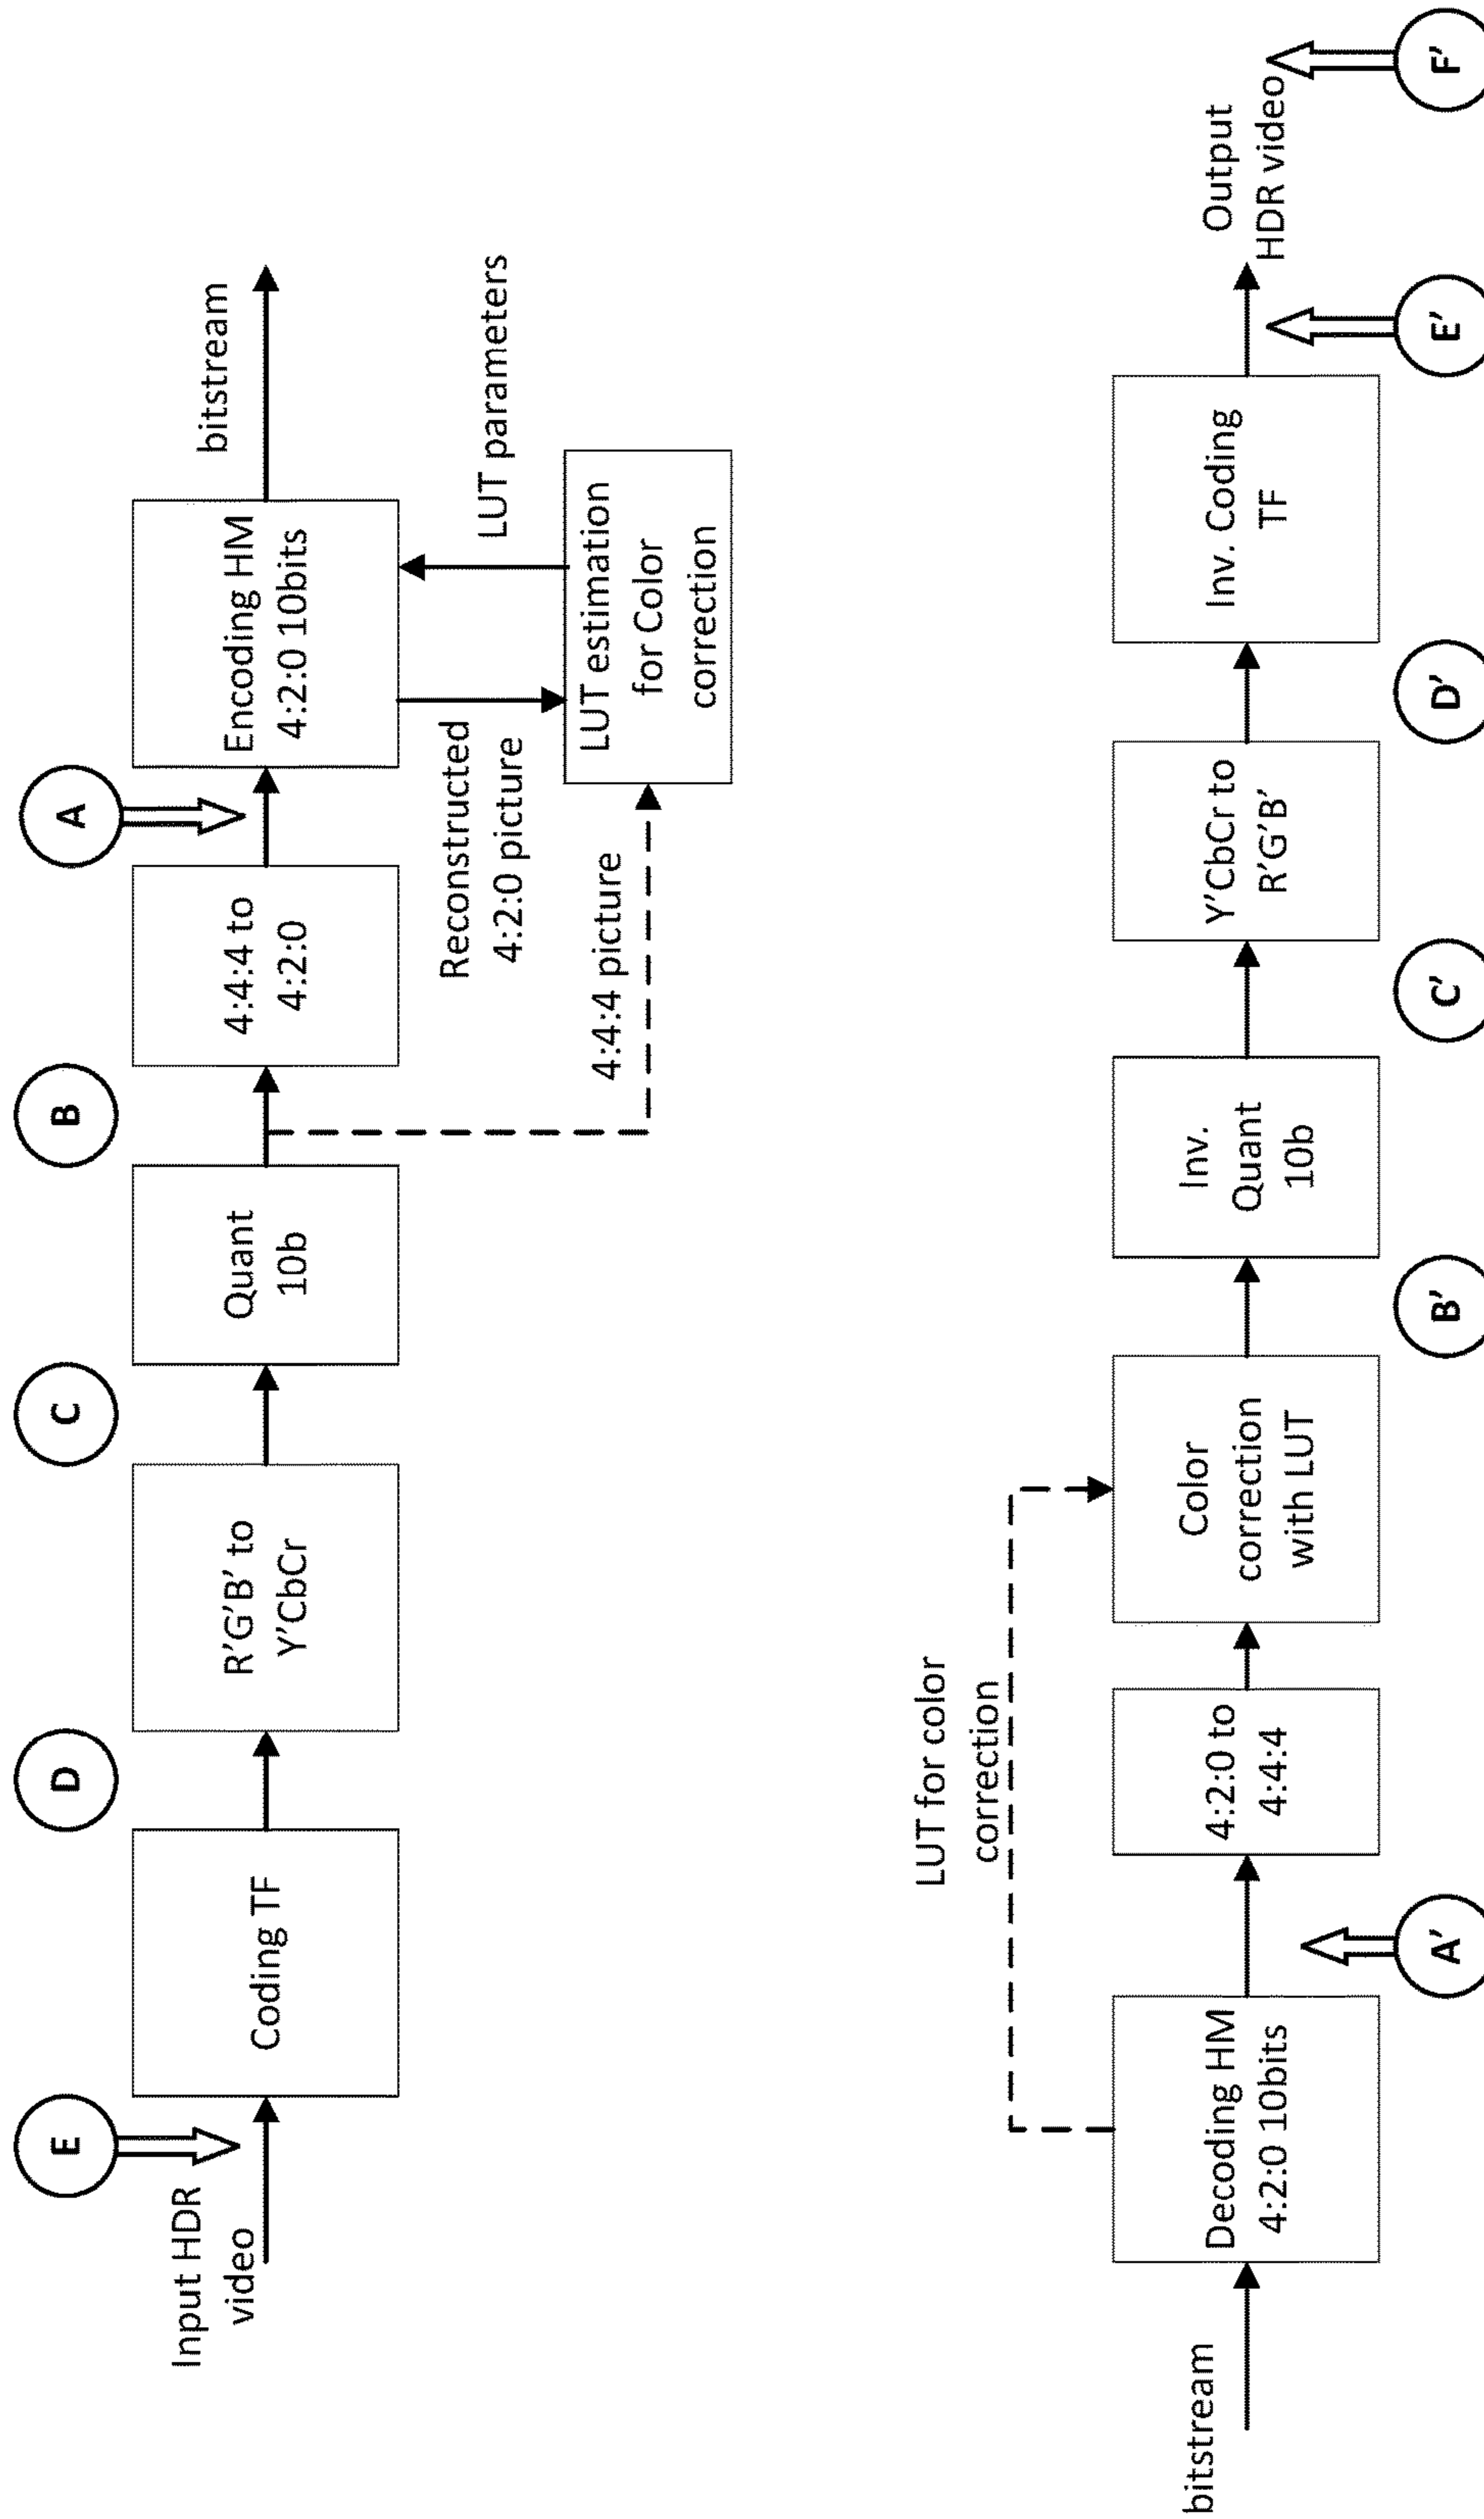 E
D
C
B
A
Input HDR
video
Coding TF
R'G'B' to
Y'CbCr
Quant
10b
4:4:4 to
4:2:0
Encoding HM
4:2:0 10bits
bitstream
Reconstructed
4:2:0 picture
LUT parameters
4:4:4 picture
LUT estimation
for Color
correction
LUT for color
correction
bitstream
Decoding HM
4:2:0 10bits
4:2:0 to
4:4:4
Color
correction
with LUT
Inv.
Quant
10b
Y'CbCr to
R'G'B'
Inv. Coding
TF
Output
HDR video
A'
B'
C'
D'
E'
F'